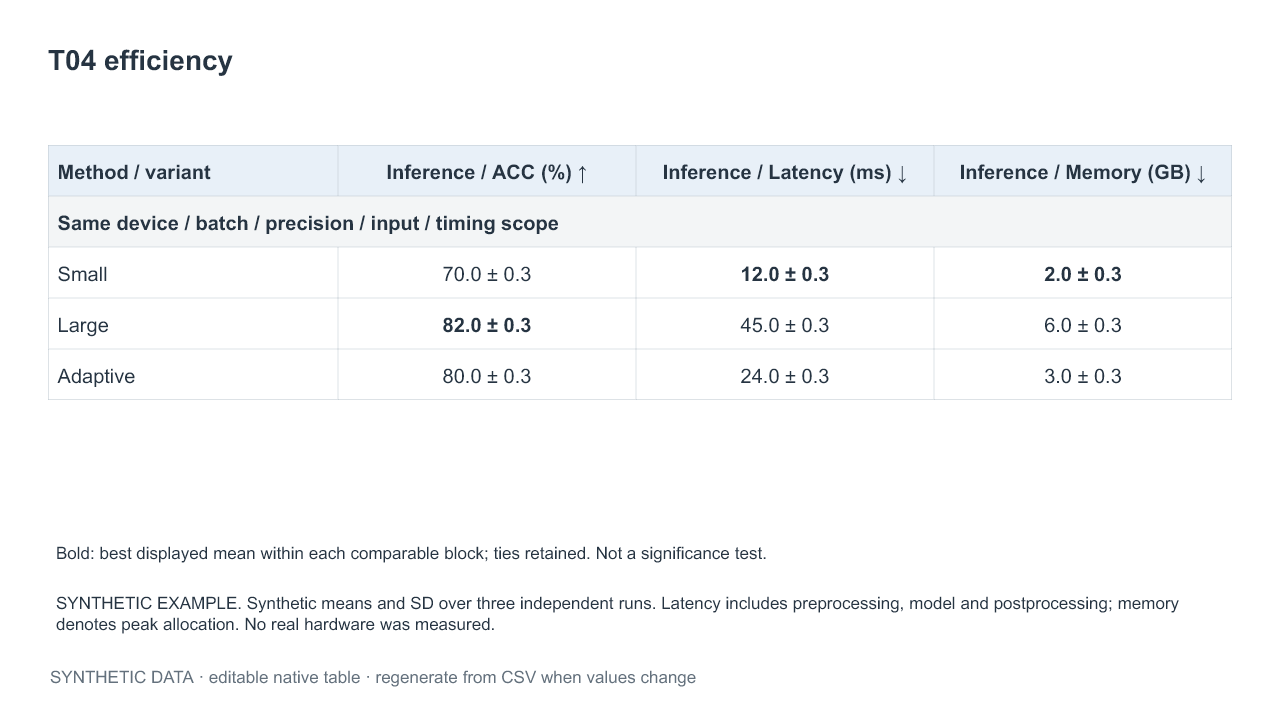 T04 efficiency
Method / variant Inference / ACC (%) ↑ Inference / Latency (ms) ↓ Inference / Memory (GB) ↓
Same device / batch / precision / input / timing scope
Small 70.0 ± 0.3 12.0 ± 0.3 2.0 ± 0.3
Large 82.0 ± 0.3 45.0 ± 0.3 6.0 ± 0.3
Adaptive 80.0 ± 0.3 24.0 ± 0.3 3.0 ± 0.3
Bold: best displayed mean within each comparable block; ties retained. Not a significance test.
SYNTHETIC EXAMPLE. Synthetic means and SD over three independent runs. Latency includes preprocessing, model and postprocessing; memory
denotes peak allocation. No real hardware was measured.
SYNTHETIC DATA · editable native table · regenerate from CSV when values change